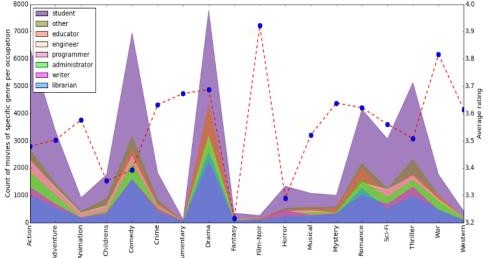 8000
7000
6000
5000
4000
3000
2000
1000
0
Count of movies of specific genre per occupation
student
other
educator
engineer
programmer
administrator
writer
librarian
4.0
3.9
3.8
3.7
3.6
3.5
3.4
3.3
3.2
Average rating
Action
Adventure
Animation
Childrens
Comedy
Crime
Drama
Fantasy
Film-Noir
Horror
Musical
Mystery
Romance
Sci-Fi
Thriller
War